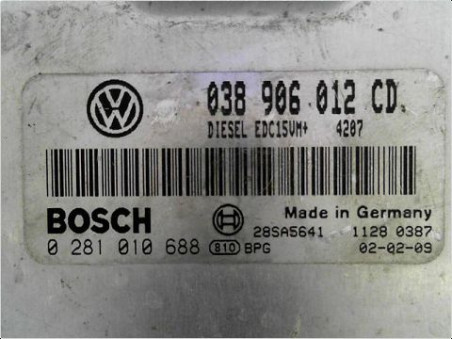 038 906 012 CD.
DIESEL EDC15VM+ 4207
BOSCH
Made in Germany
28SA5641 1128 0387
0 281 010 688 810 BPG 02-02-09